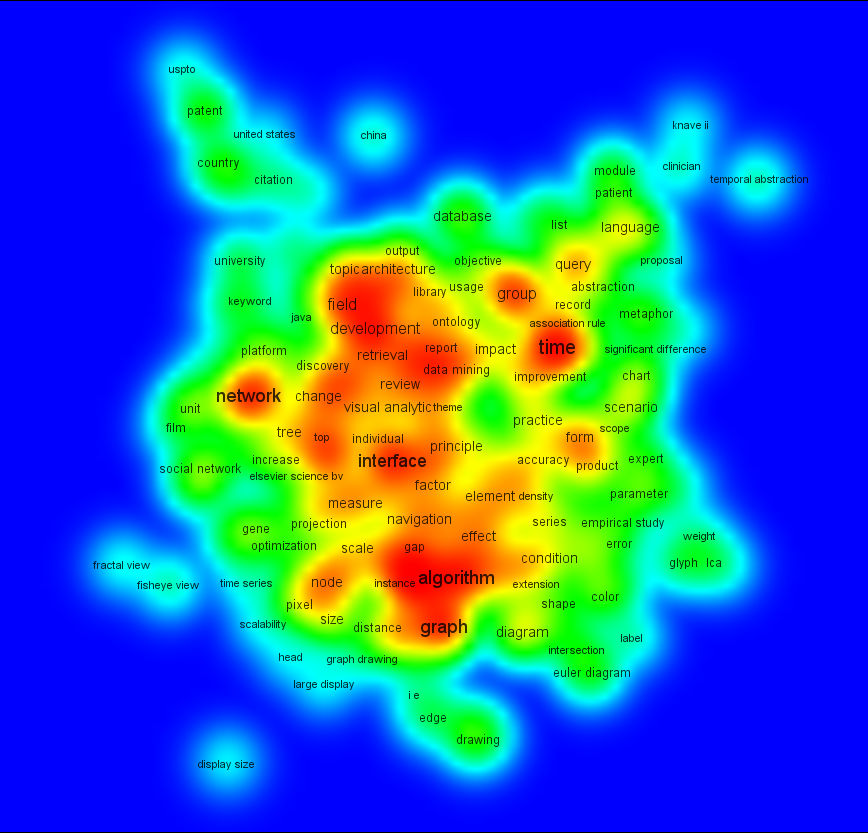 uspto
patent
united states
china
knave ii
country
citation
clinician
module
temporal abstraction
patient
database
list
language
university
output
objective
query
proposal
topic
architecture
keyword
field
library
usage
group
abstraction
record
java
development
ontology
association rule
metaphor
platform
retrieval
report
impact
time
significant difference
discovery
data mining
improvement
chart
network
change
review
unit
visual analytic
theme
practice
scenario
film
tree
top
individual
principle
form
scope
social network
increase
interface
accuracy
product
expert
elsevier science bv
factor
measure
element
density
parameter
gene
projection
navigation
series
empirical study
optimization
scale
gap
effect
error
weight
fractal view
condition
glyph
lca
fisheye view
time series
node
instance
algorithm
extension
pixel
shape
color
scalability
size
distance
graph
diagram
label
head
graph drawing
intersection
large display
euler diagram
i e
edge
drawing
display size